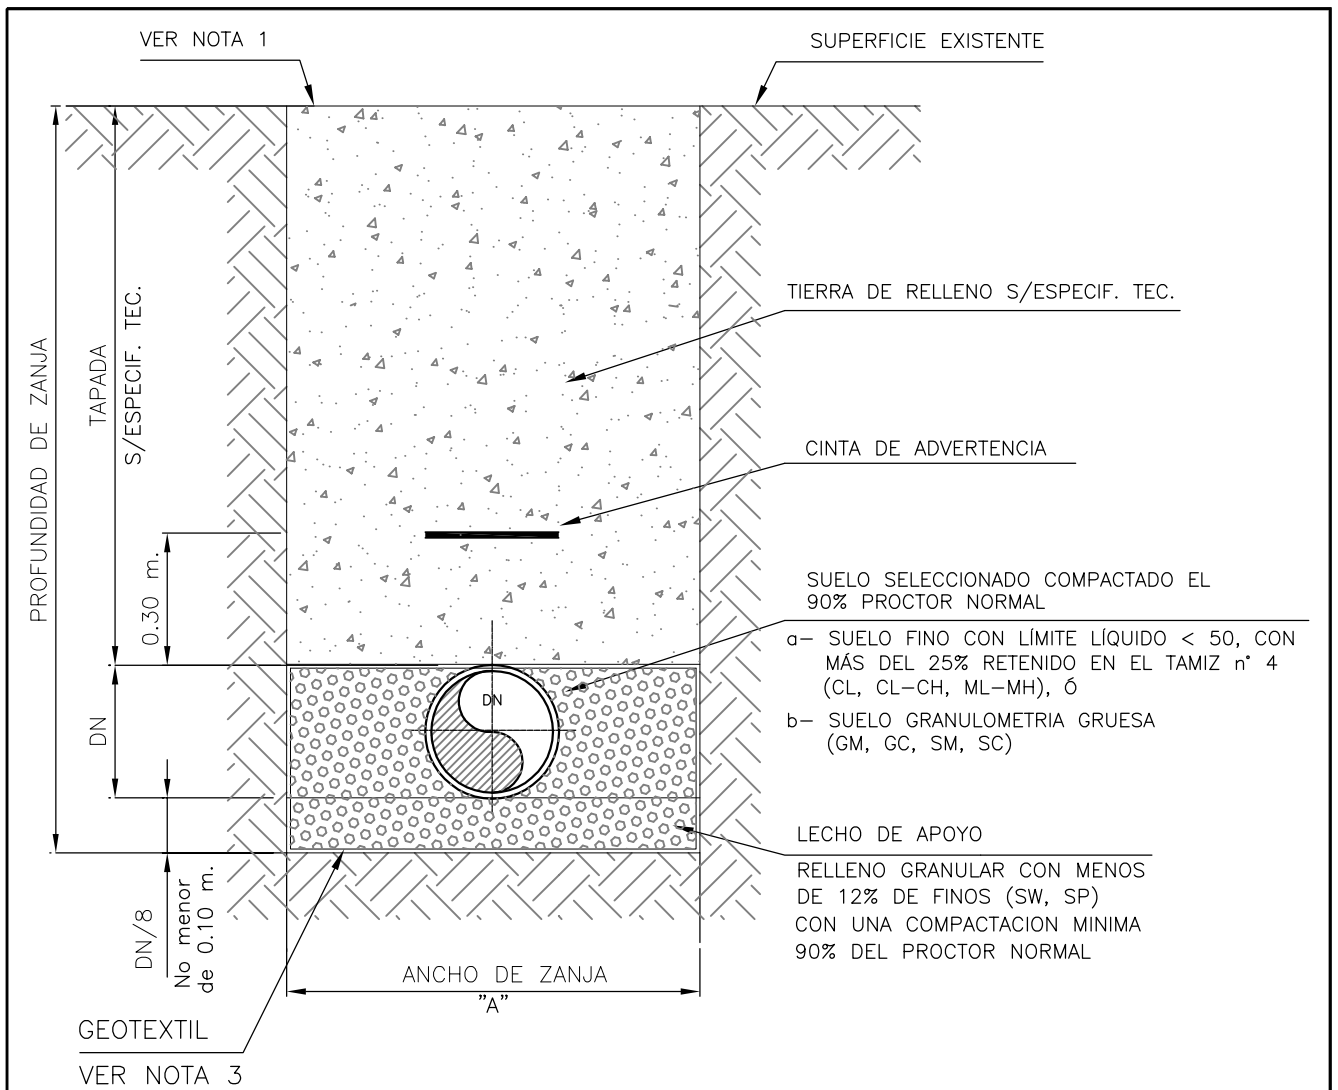 VER NOTA 1
SUPERFICIE EXISTENTE
PROFUNDIDAD DE ZANJA
TAPADA
S/ESPECIF. TEC.
TIERRA DE RELLENO S/ESPECIF. TEC.
CINTA DE ADVERTENCIA
0.30 m.
SUELO SELECCIONADO COMPACTADO EL
90% PROCTOR NORMAL
a- SUELO FINO CON LÍMITE LÍQUIDO < 50, CON
MÁS DEL 25% RETENIDO EN EL TAMIZ n° 4
(CL, CL-CH, ML-MH), Ó
b- SUELO GRANULOMETRIA GRUESA
(GM, GC, SM, SC)
DN
DN
LECHO DE APOYO
RELLENO GRANULAR CON MENOS
DE 12% DE FINOS (SW, SP)
CON UNA COMPACTACION MINIMA
90% DEL PROCTOR NORMAL
DN/8
No menor
de 0.10 m.
ANCHO DE ZANJA
"A"
GEOTEXTIL
VER NOTA 3